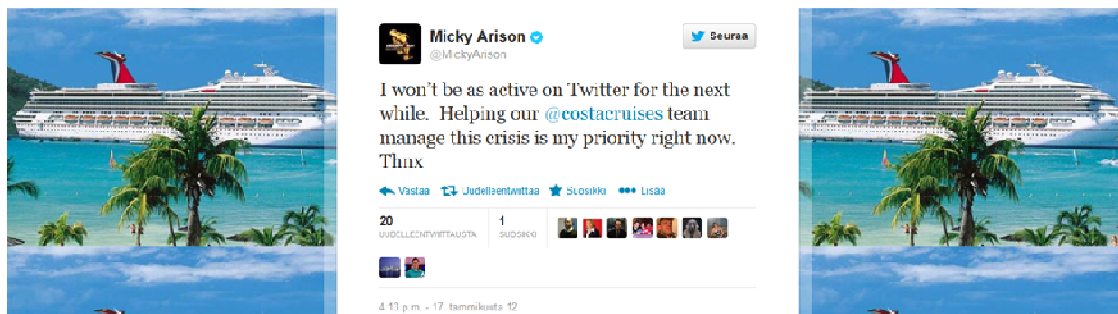 Micky Arison
@MickyArison
Seuraa
I won't be as active on Twitter for the next
while.  Helping our @costacruises team
manage this crisis is my priority right now.
Thnx
Vastaa Uudelleentwiittaa Suosikki Lisää
20 1
UUDELLEENTWIITTAUSTA SUOSIKKI
4.13 p.m. - 17. tammikuuta 12